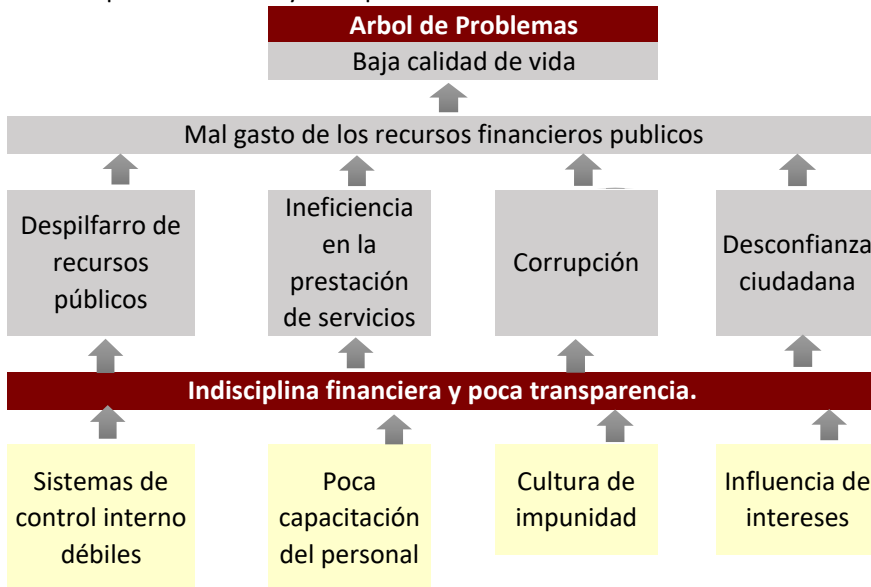 Arbol de Problemas
Baja calidad de vida
Mal gasto de los recursos financieros publicos
Despilfarro de
recursos
públicos
Ineficiencia
en la
prestación
de servicios
Corrupción
Desconfianza
ciudadana
Indisciplina financiera y poca transparencia.
Sistemas de
control interno
débiles
Poca
capacitación
del personal
Cultura de
impunidad
Influencia de
intereses